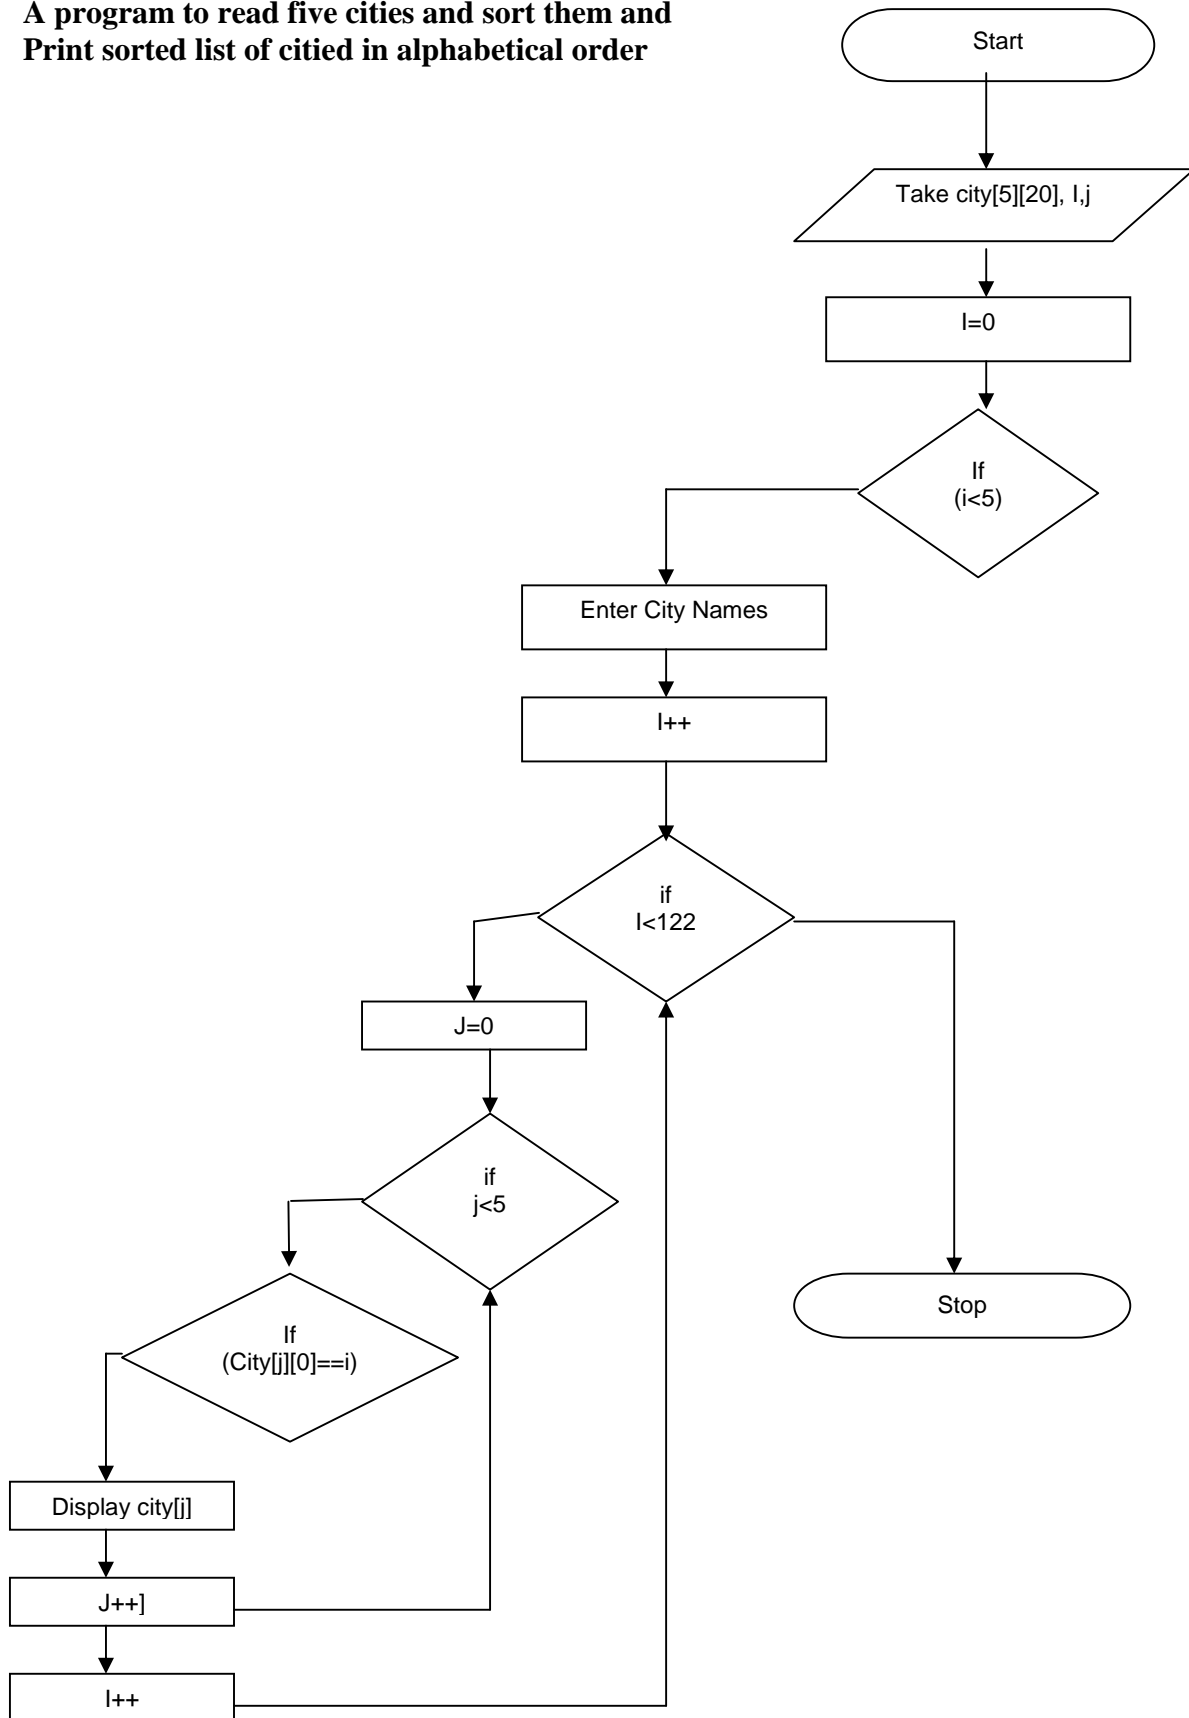 A program to read five cities and sort them and
Print sorted list of citied in alphabetical order
Start
Take city[5][20], I,j
I=0
If
(i<5)
Enter City Names
I++
if
I<122
J=0
if
j<5
If
(City[j][0]==i)
Stop
Display city[j]
J++]
I++